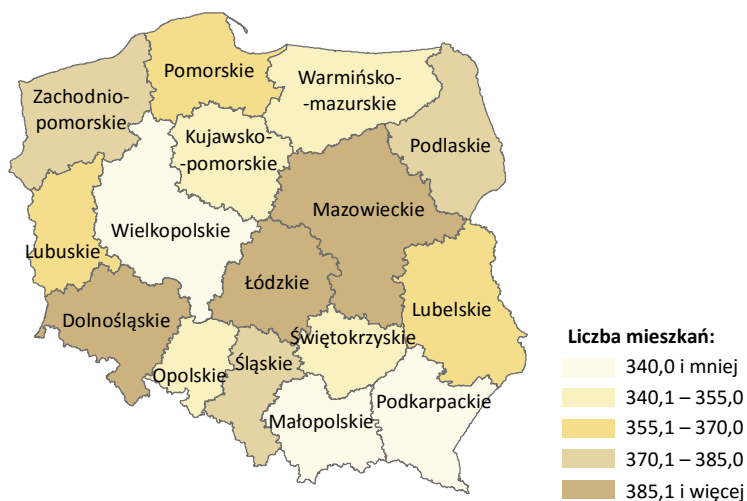 Pomorskie
Warmińsko-
-mazurskie
Zachodnio-
pomorskie
Kujawsko-
-pomorskie
Podlaskie
Mazowieckie
Wielkopolskie
Lubuskie
Łódzkie
Lubelskie
Dolnośląskie
Świętokrzyskie
Opolskie
Śląskie
Podkarpackie
Małopolskie
Liczba mieszkań:
340,0 i mniej
340,1 – 355,0
355,1 – 370,0
370,1 – 385,0
385,1 i więcej